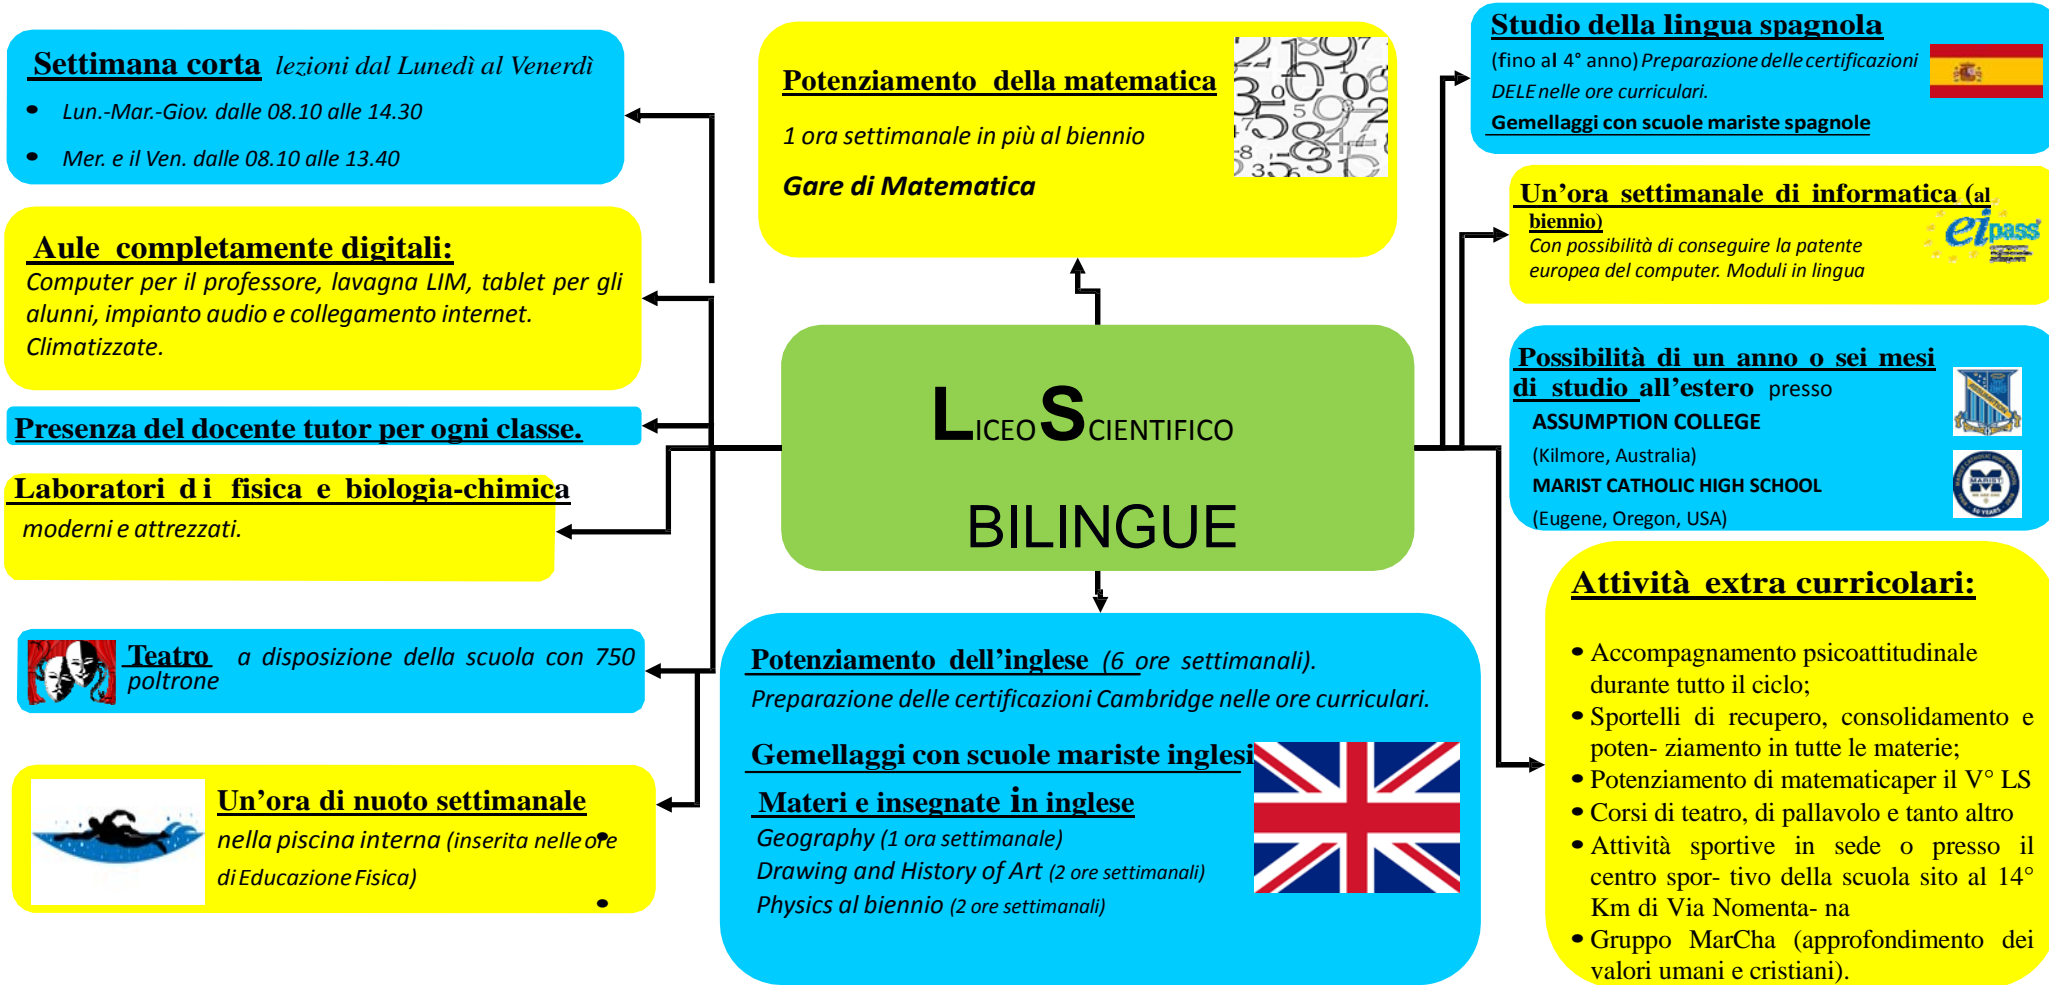 Settimana corta lezioni dal Lunedì al Venerdì
• Lun.-Mar.-Giov. dalle 08.10 alle 14.30
• Mer. e il Ven. dalle 08.10 alle 13.40
Aule completamente digitali:
Computer per il professore, lavagna LIM, tablet per gli
alunni, impianto audio e collegamento internet.
Climatizzate.
Presenza del docente tutor per ogni classe.
Laboratori d i fisica e biologia-chimica
moderni e attrezzati.
Teatro a disposizione della scuola con 750
poltrone
Un’ora di nuoto settimanale
nella piscina interna (inserita nelle ore
di Educazione Fisica)
Potenziamento della matematica
1 ora settimanale in più al biennio
Gare di Matematica
LICEO SCIENTIFICO
BILINGUE
Potenziamento dell’inglese (6 ore settimanali).
Preparazione delle certificazioni Cambridge nelle ore curriculari.
Gemellaggi con scuole mariste inglesi
Materi e insegnate in inglese
Geography (1 ora settimanale)
Drawing and History of Art (2 ore settimanali)
Physics al biennio (2 ore settimanali)
Studio della lingua spagnola
(fino al 4° anno) Preparazione delle certificazioni
DELE nelle ore curriculari.
Gemellaggi con scuole mariste spagnole
Un’ora settimanale di informatica (al
biennio)
Con possibilità di conseguire la patente
europea del computer. Moduli in lingua
eipass
Possibilità di un anno o sei mesi
di studio all’estero presso
ASSUMPTION COLLEGE
(Kilmore, Australia)
MARIST CATHOLIC HIGH SCHOOL
(Eugene, Oregon, USA)
MARIST
Attività extra curricolari:
• Accompagnamento psicoattitudinale
durante tutto il ciclo;
• Sportelli di recupero, consolidamento e
poten- ziamento in tutte le materie;
• Potenziamento di matematicaper il V° LS
• Corsi di teatro, di pallavolo e tanto altro
• Attività sportive in sede o presso il
centro spor- tivo della scuola sito al 14°
Km di Via Nomenta- na
• Gruppo MarCha (approfondimento dei
valori umani e cristiani).